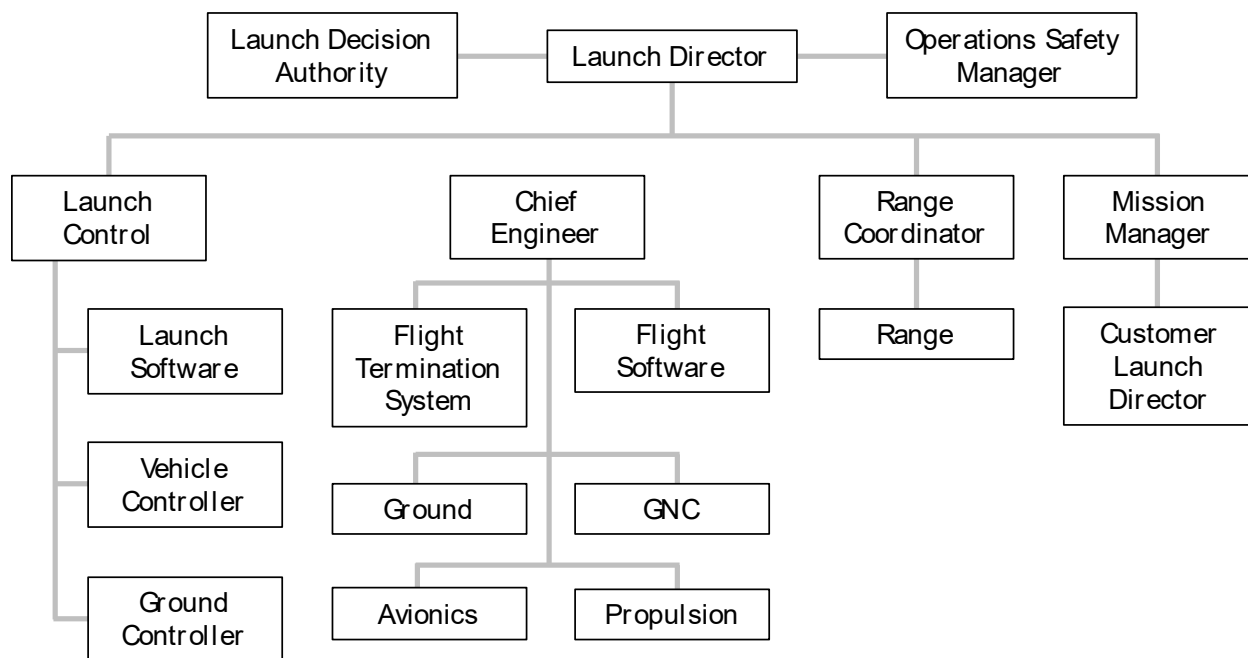 Launch Decision
Authority
Launch Director
Operations Safety
Manager
Launch
Control
Chief
Engineer
Range
Coordinator
Mission
Manager
Launch
Software
Flight
Termination
System
Flight
Software
Range
Customer
Launch
Director
Vehicle
Controller
Ground
GNC
Ground
Controller
Avionics
Propulsion